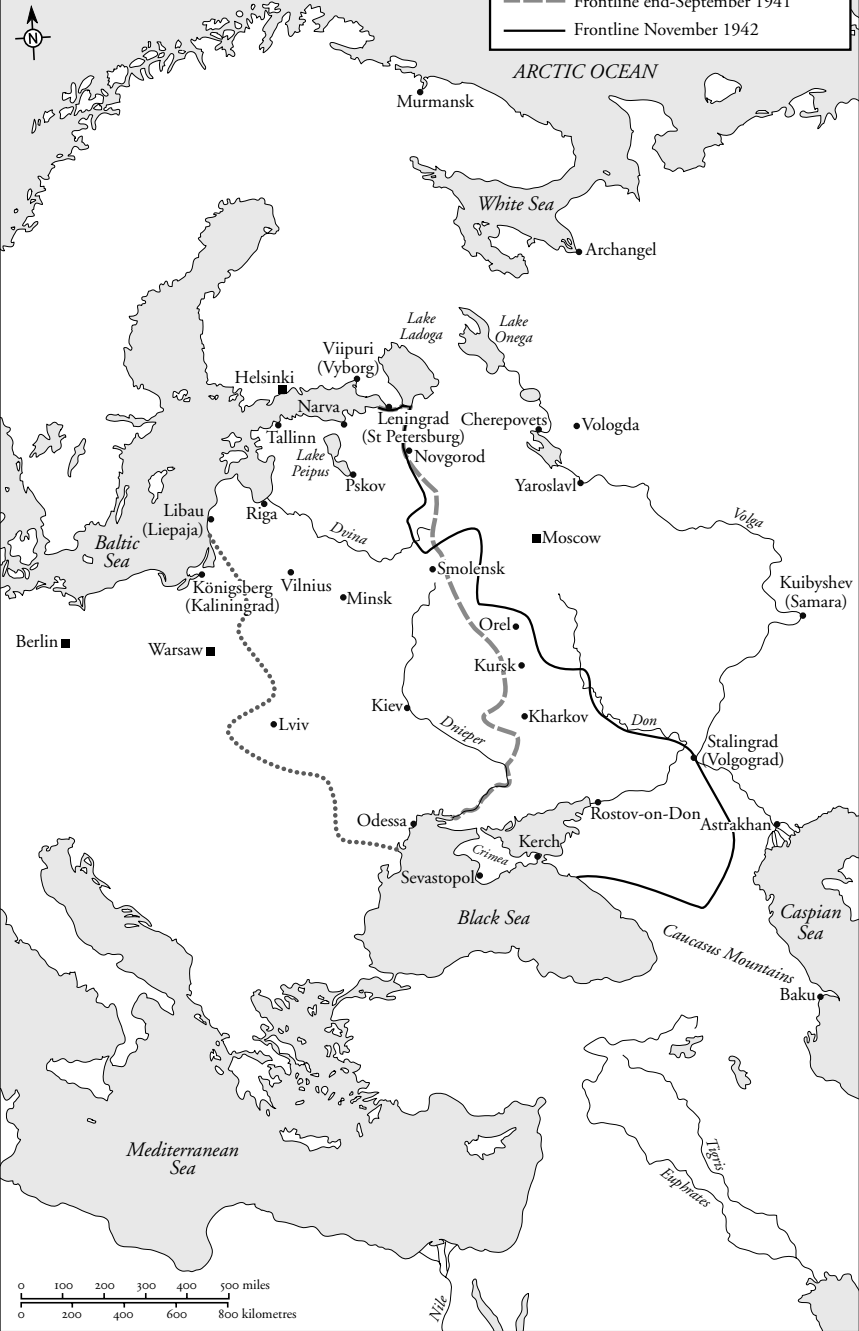 Frontline end-September 1941
Frontline November 1942
N
ARCTIC OCEAN
Murmansk
White Sea
Archangel
Lake
Ladoga
Lake
Onega
Viipuri
(Vyborg)
Helsinki
Narva
Leningrad
(St Petersburg)
Cherepovets
Vologda
Tallinn
Lake
Peipus
Novgorod
Pskov
Yaroslavl
Libau
(Liepaja)
Riga
Dvina
Volga
Baltic
Sea
Moscow
Smolensk
Königsberg
(Kaliningrad)
Vilnius
Minsk
Kuibyshev
(Samara)
Orel
Berlin
Warsaw
Kursk
Kiev
Dnieper
Kharkov
Don
Lviv
Stalingrad
(Volgograd)
Odessa
Rostov-on-Don
Astrakhan
Kerch
Crimea
Sevastopol
Black Sea
Caspian
Sea
Caucasus Mountains
Baku
Mediterranean
Sea
Tigris
Euphrates
Nile
0 100 200 300 400 500 miles
0 200 400 600 800 kilometres